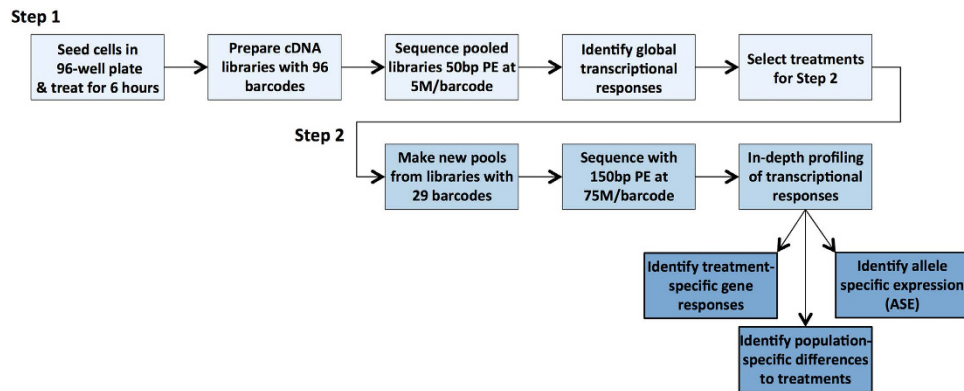 Step 1
Seed cells in
96-well plate
& treat for 6 hours
Prepare cDNA
libraries with 96
barcodes
Sequence pooled
libraries 50bp PE at
5M/barcode
Identify global
transcriptional
responses
Select treatments
for Step 2
Step 2
Make new pools
from libraries with
29 barcodes
Sequence with
150bp PE at
75M/barcode
In-depth profiling
of transcriptional
responses
Identify treatment-
specific gene
responses
Identify allele
specific expression
(ASE)
Identify population-
specific differences
to treatments